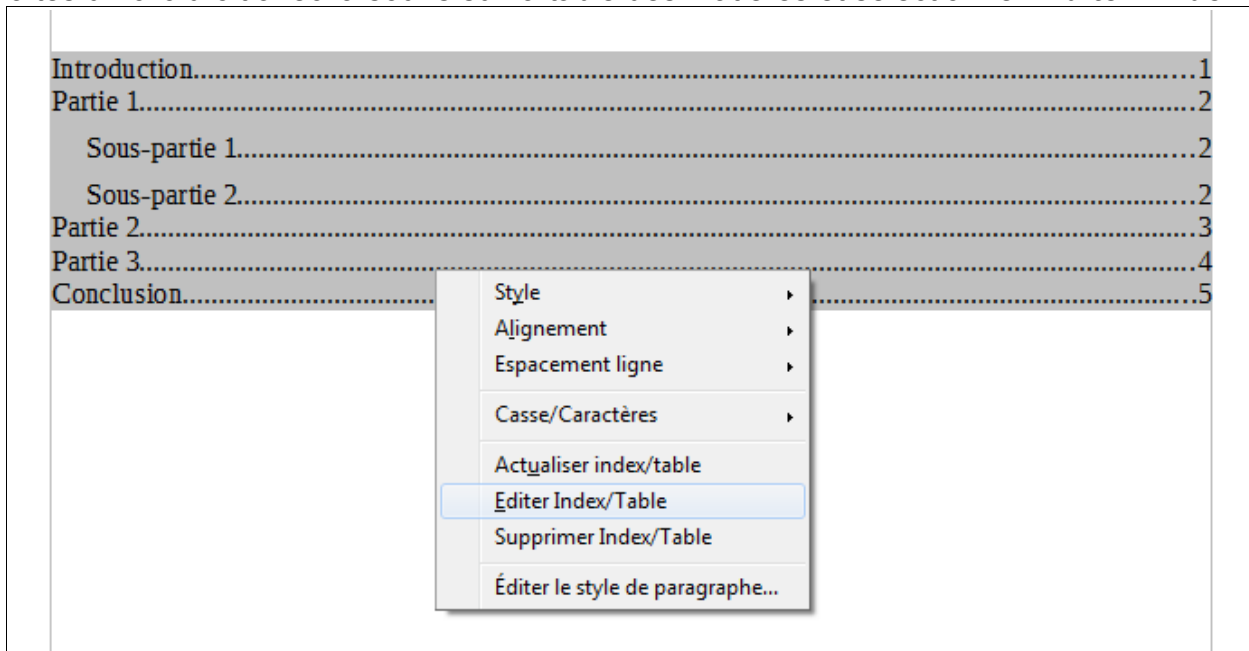 Introduction....................................................................................................................................1
Partie 1..........................................................................................................................................2
Sous-partie 1.............................................................................................................................2
Sous-partie 2.............................................................................................................................2
Partie 2..........................................................................................................................................3
Partie 3..........................................................................................................................................4
Conclusion.....................................................................................................................................5
Style
Alignement
Espacement ligne
Casse/Caractères
Actualiser index/table
Editer Index/Table
Supprimer Index/Table
Éditer le style de paragraphe...